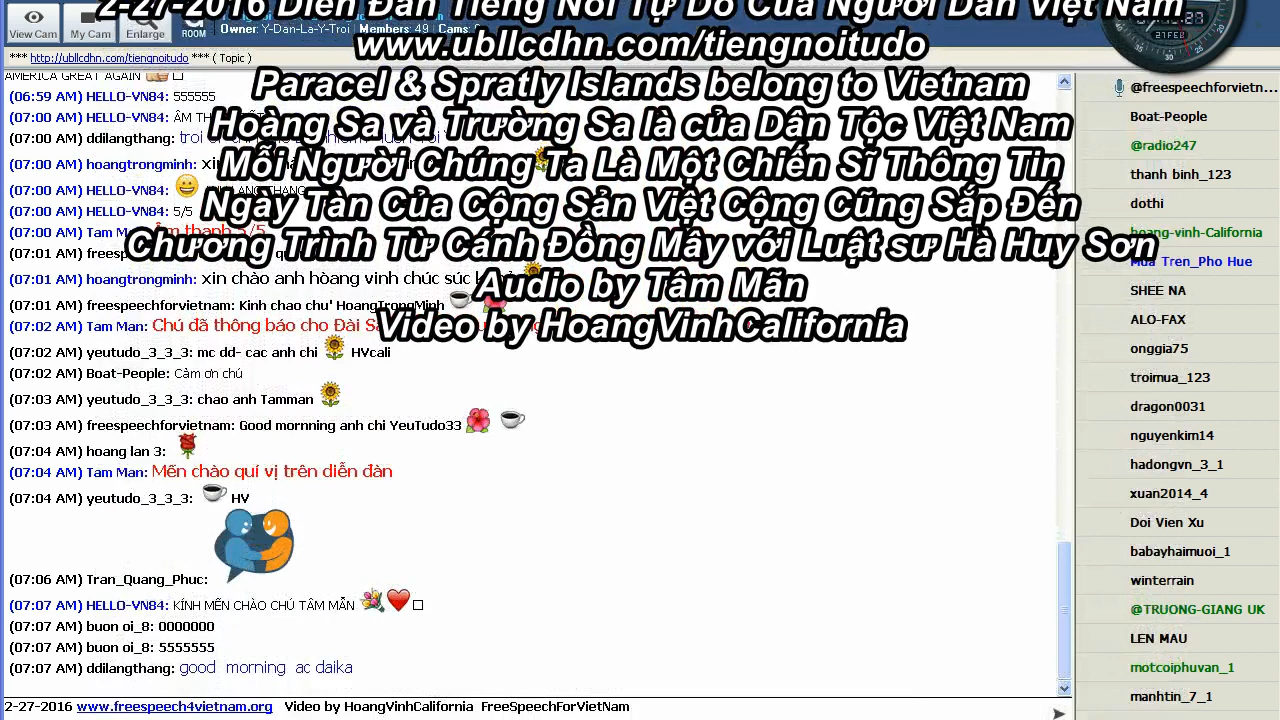 2-27-2016 Diễn Đàn Tiếng Nói Tự Do Của Người Dân Việt Nam
www.ubllcdhn.com/tiengnoitudo
Paracel & Spratly Islands belong to Vietnam
Hoàng Sa và Trường Sa là của Dân Tộc Việt Nam
Mỗi Người Chúng Ta Là Một Chiến Sĩ Thông Tin
Ngày Tàn Của Cộng Sản Việt Cộng Cũng Sắp Đến
Chương Trình Từ Cánh Đồng Mây với Luật sư Hà Huy Sơn
Audio by Tâm Mãn
Video by HoangVinhCalifornia
View Cam My Cam Enlarge ROOM
Owner: Y-Dan-La-Y-Troi Members: 49 Cams:
*** http://ubllcdhn.com/tiengnoitudo *** ( Topic )
AMERICA GREAT AGAIN
(06:59 AM) HELLO-VN84: 555555
(07:00 AM) HELLO-VN84: ÂM
(07:00 AM) ddilangthang: troi
(07:00 AM) hoangtrongminh: xin
(07:00 AM) HELLO-VN84:
(07:00 AM) HELLO-VN84: 5/5
(07:00 AM) Tam Man: Âm thanh 5/5
(07:01 AM) freespeechforvietnam:
(07:01 AM) hoangtrongminh: xin chào anh hòang vinh chúc sức
(07:01 AM) freespeechforvietnam: Kinh chao chu' HoangTrongMinh
(07:02 AM) Tam Man: Chú đã thông báo cho Đài
(07:02 AM) yeutudo_3_3_3: mc dd- cac anh chi HVcali
(07:02 AM) Boat-People: Cảm ơn chú
(07:03 AM) yeutudo_3_3_3: chao anh Tamman
(07:03 AM) freespeechforvietnam: Good mornning anh chi YeuTudo33
(07:04 AM) hoang lan 3:
(07:04 AM) Tam Man: Mến chào quí vị trên diễn đàn
(07:04 AM) yeutudo_3_3_3: HV
(07:06 AM) Tran_Quang_Phuc:
(07:07 AM) HELLO-VN84: KÍNH MẾN CHÀO CHÚ TÂM MẪN
(07:07 AM) buon oi_8: 0000000
(07:07 AM) buon oi_8: 5555555
(07:07 AM) ddilangthang: good morning ac daika
2-27-2016 www.freespeech4vietnam.org Video by HoangVinhCalifornia FreeSpeechForVietNam
27FEB
@freespeechforvietn...
Boat-People
@radio247
thanh binh_123
dothi
hoang-vinh-California
Mua Tren_Pho Hue
SHEE NA
ALO-FAX
onggia75
troimua_123
dragon0031
nguyenkim14
hadongvn_3_1
xuan2014_4
Doi Vien Xu
babayhaimuoi_1
winterrain
@TRUONG-GIANG UK
LEN MAU
motcoiphuvan_1
manhtin_7_1